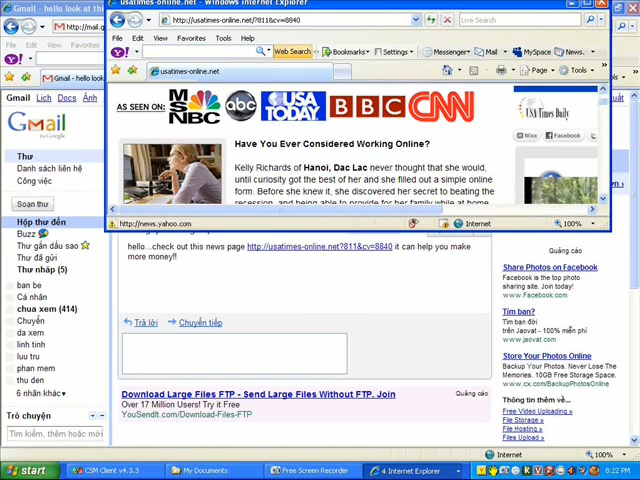 usatimes-online.net - Windows Internet Explorer
Gmail - hello look at this
http://usatimes-online.net/?811&cv=8840
Live Search
http://mail.g
File Edit View Favorites Tools Help
File Ed
Y! Web Search Bookmarks Settings Messenger Mail MySpace News
Y!
usatimes-online.net Page Tools
Gmail - hello look
Gmail Lịch Docs Ảnh
Gmail
by Google
Thư
Danh sách liên hệ
Công việc
Soạn thư
Hộp thư đến
Buzz
Thư gắn dấu sao
Thư đã gửi
Thư nháp (5)
ban be
Cá nhân
chua xem (414)
Chuyển
da xem
linh tinh
luu tru
phan mem
thu den
6 nhãn khác
Trò chuyện
Tìm kiếm, thêm hoặc mời
AS SEEN ON:
MSNBC
abc
USA TODAY
BBC
CNN
USA Times Daily
Mixx Facebook
Have You Ever Considered Working Online?
Kelly Richards of Hanoi, Dac Lac never thought that she would,
until curiosity got the best of her and she filled out a simple online
form. Before she knew it, she discovered her secret to beating the
recession, and being able to provide for her family while at home
http://news.yahoo.com Internet 100%
hello...check out this news page http://usatimes-online.net?811&cv=8840 it can help you make
more money!!
Trả lời Chuyển tiếp
Download Large Files FTP - Send Large Files Without FTP. Join
Over 17 Million Users! Try it Free
YouSendIt.com/Download-Files-FTP
Quảng cáo
Quảng cáo
Share Photos on Facebook
Facebook is the top photo
sharing site. Join today!
www.Facebook.com
Tìm bạn?
Tìm bạn đời
trên Jaovat - 100% miễn phí
www.jaovat.com
Store Your Photos Online
Backup Your Photos. Never Lose The
Memories. 10GB Free Storage Space.
www.cx.com/BackupPhotosOnline
Thông tin thêm về...
Free Video Uploading »
File Storage »
File Hosting »
Files Upload »
Internet 100%
start
CSM Client v4.3.3
My Documents
Free Screen Recorder
4 Internet Explorer
8:22 PM